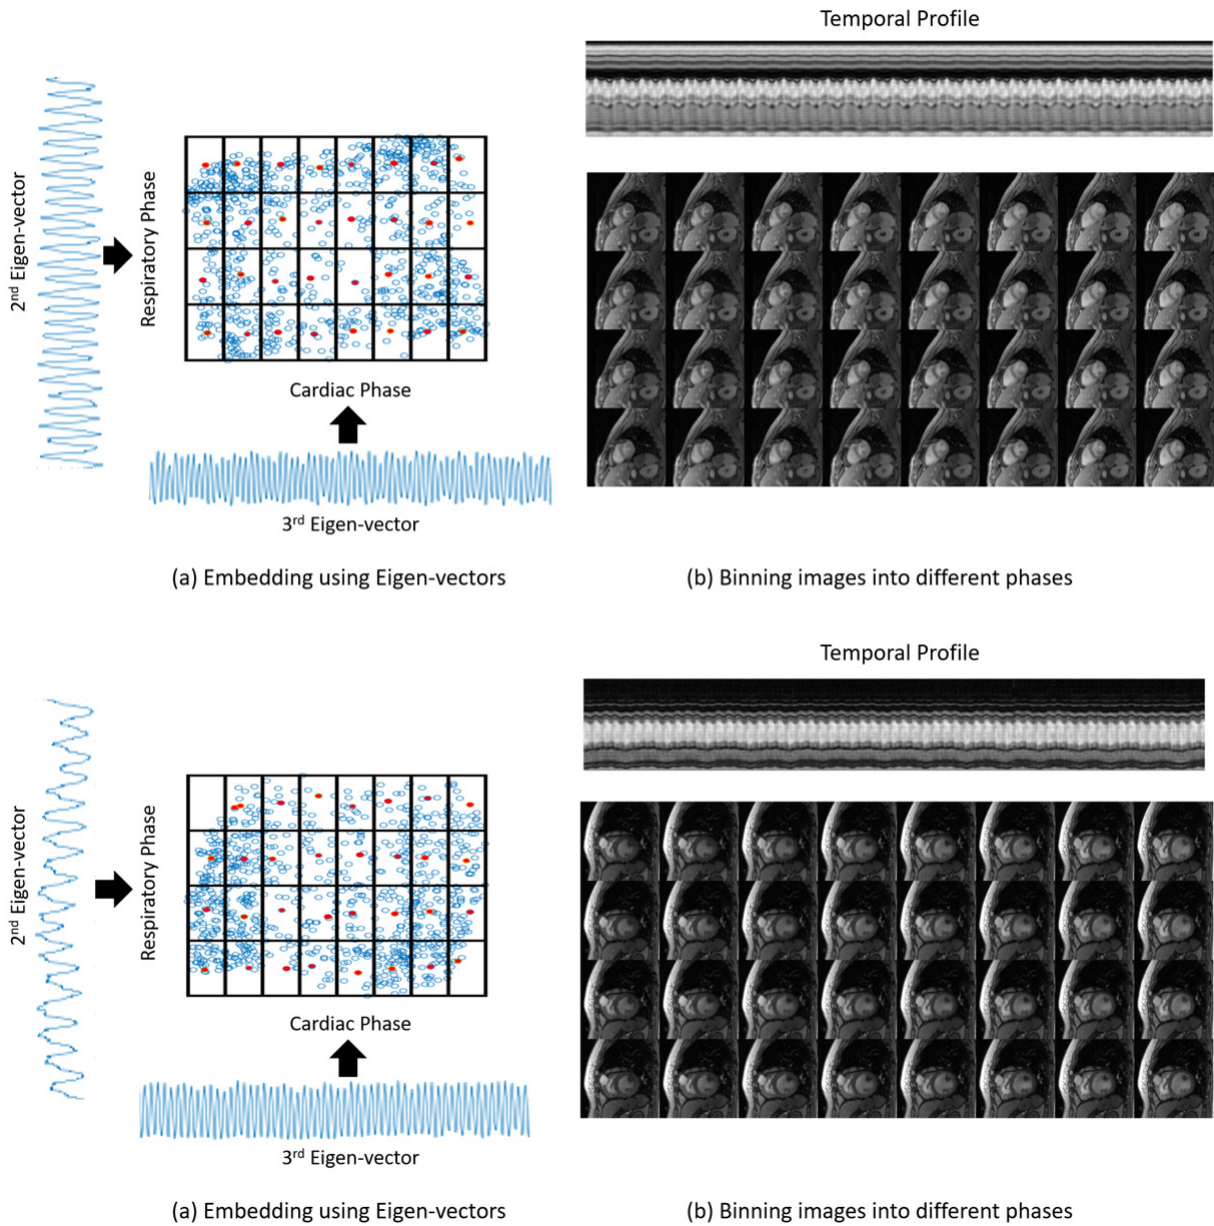 Temporal Profile
2nd Eigen-vector
Respiratory Phase
Cardiac Phase
3rd Eigen-vector
(a) Embedding using Eigen-vectors
(b) Binning images into different phases
Temporal Profile
2nd Eigen-vector
Respiratory Phase
Cardiac Phase
3rd Eigen-vector
(a) Embedding using Eigen-vectors
(b) Binning images into different phases